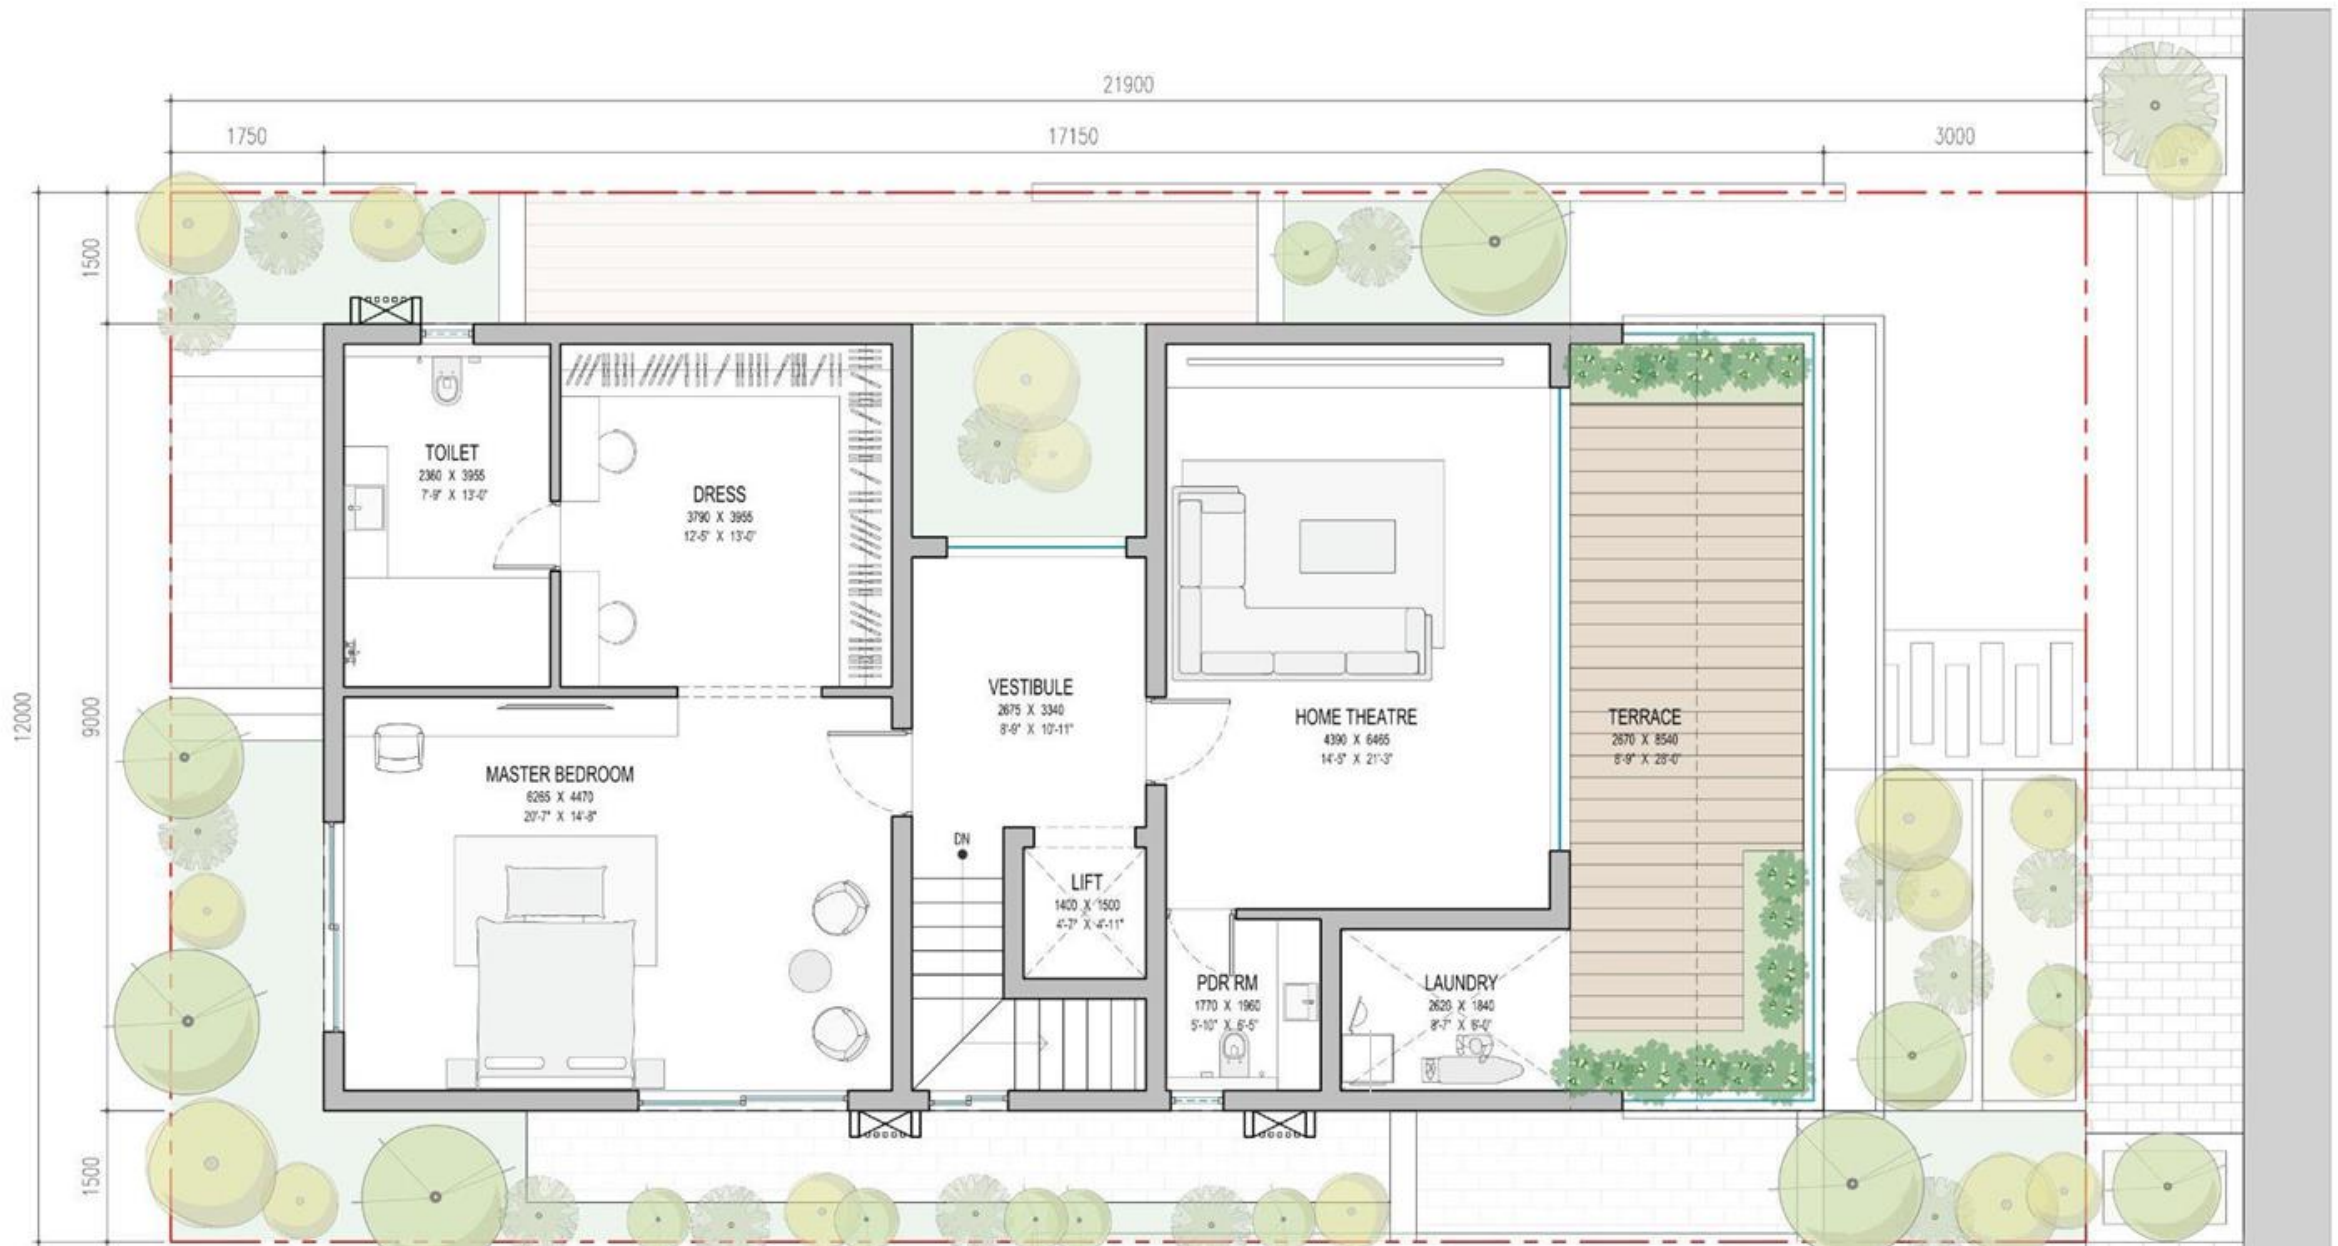 21900
1750
17150
3000
1500
12000
9000
1500
TOILET
2360 X 3955
7'-9" X 13'-0"
DRESS
3790 X 3955
12'-5" X 13'-0"
VESTIBULE
2675 X 3340
8'-9" X 10'-11"
HOME THEATRE
4390 X 6465
14'-5" X 21'-3"
TERRACE
2670 X 8540
8'-9" X 28'-0"
MASTER BEDROOM
6265 X 4470
20'-7" X 14'-8"
DN
LIFT
1400 X 1500
4'-7" X 4'-11"
PDR RM
1770 X 1960
5'-10" X 6'-5"
LAUNDRY
2620 X 1840
8'-7" X 6'-0"